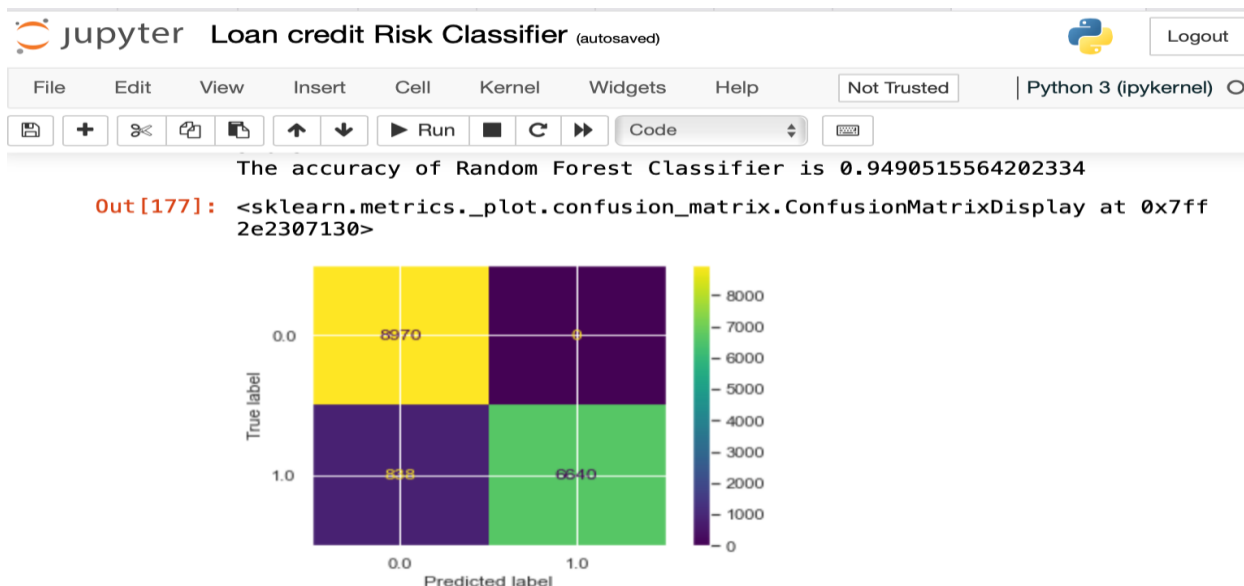 jupyter Loan credit Risk Classifier (autosaved) Logout
File Edit View Insert Cell Kernel Widgets Help Not Trusted Python 3 (ipykernel)
Run Code
The accuracy of Random Forest Classifier is 0.9490515564202334
Out[177]: <sklearn.metrics._plot.confusion_matrix.ConfusionMatrixDisplay at 0x7ff
2e2307130>
8000
7000
0.0 8970 0
6000
5000
True label
4000
3000
1.0 838 6640
2000
1000
0
0.0 1.0
Predicted label